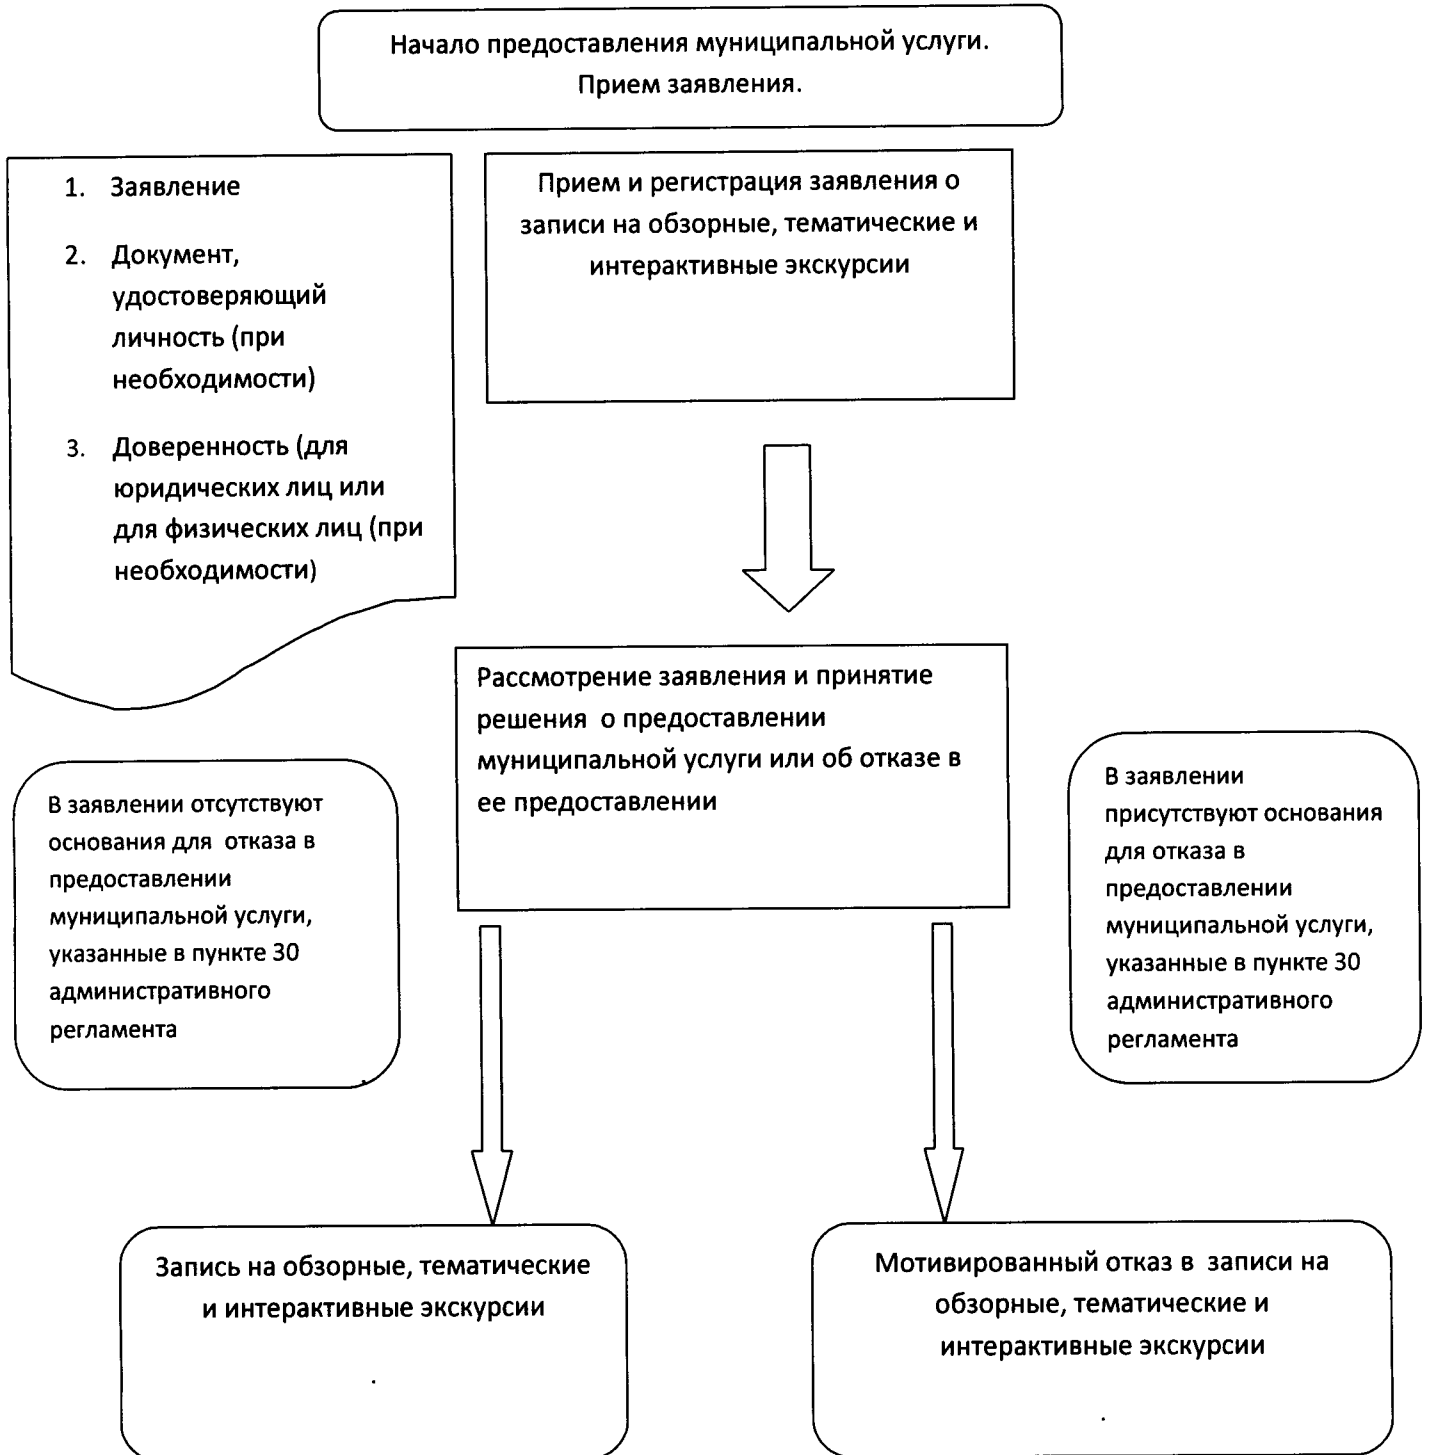 Начало предоставления муниципальной услуги.
Прием заявления.
1. Заявление
2. Документ,
удостоверяющий
личность (при
необходимости)
3. Доверенность (для
юридических лиц или
для физических лиц (при
необходимости)
Прием и регистрация заявления о
записи на обзорные, тематические и
интерактивные экскурсии
Рассмотрение заявления и принятие
решения о предоставлении
муниципальной услуги или об отказе в
ее предоставлении
В заявлении отсутствуют
основания для отказа в
предоставлении
муниципальной услуги,
указанные в пункте 30
административного
регламента
В заявлении
присутствуют основания
для отказа в
предоставлении
муниципальной услуги,
указанные в пункте 30
административного
регламента
Запись на обзорные, тематические
и интерактивные экскурсии
.
Мотивированный отказ в записи на
обзорные, тематические и
интерактивные экскурсии
.